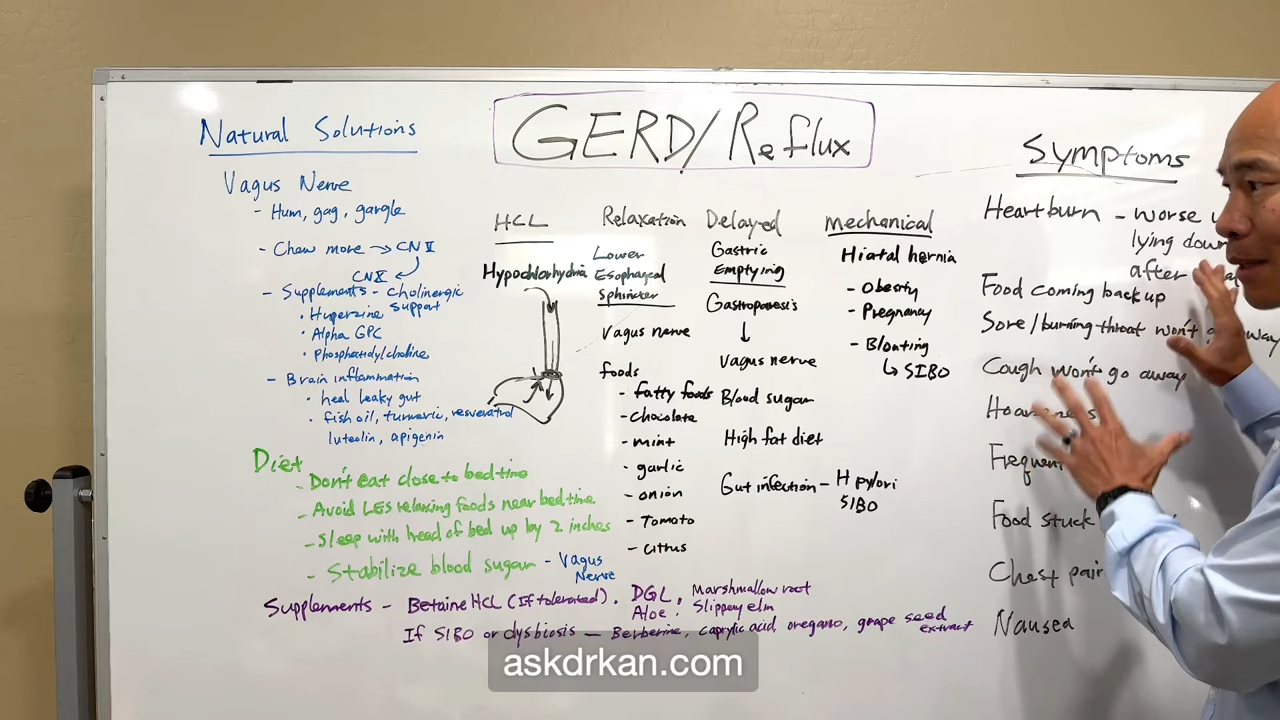 GERD/Reflux
Natural Solutions
Vagus Nerve
- Hum, gag, gargle
- Chew more → CN V
CN X
- Supplements - cholinergic support
• Huperzine
• Alpha GPC
• Phosphatidylcholine
- Brain inflammation
• heal leaky gut
• fish oil, turmeric, resveratrol
luteolin, apigenin
Diet
- Don't eat close to bedtime
- Avoid LES relaxing foods near bedtime
- Sleep with head of bed up by 2 inches
- Stabilize blood sugar - Vagus Nerve
Supplements - Betaine HCL (If tolerated). DGL, Marshmallow root
Aloe. Slippery elm
If SIBO or dysbiosis - Berberine, caprylic acid, oregano, grape seed extract
HCL
Hypochlorhydria
Relaxation
Lower
Esophageal
Sphincter
Vagus nerve
foods
- fatty foods
- chocolate
- mint
- garlic
- onion
- Tomato
- citrus
Delayed
Gastric
Emptying
Gastroparesis
↓
Vagus nerve
Blood sugar
High fat diet
Gut infection - H pylori
SIBO
Mechanical
Hiatal hernia
- Obesity
- Pregnancy
- Bloating
↳ SIBO
Symptoms
Heartburn - worse
lying down
after
Food coming back up
Sore/burning throat won't go away
Cough won't go away
Food stuck
Chest pain
Nausea
askdrkan.com